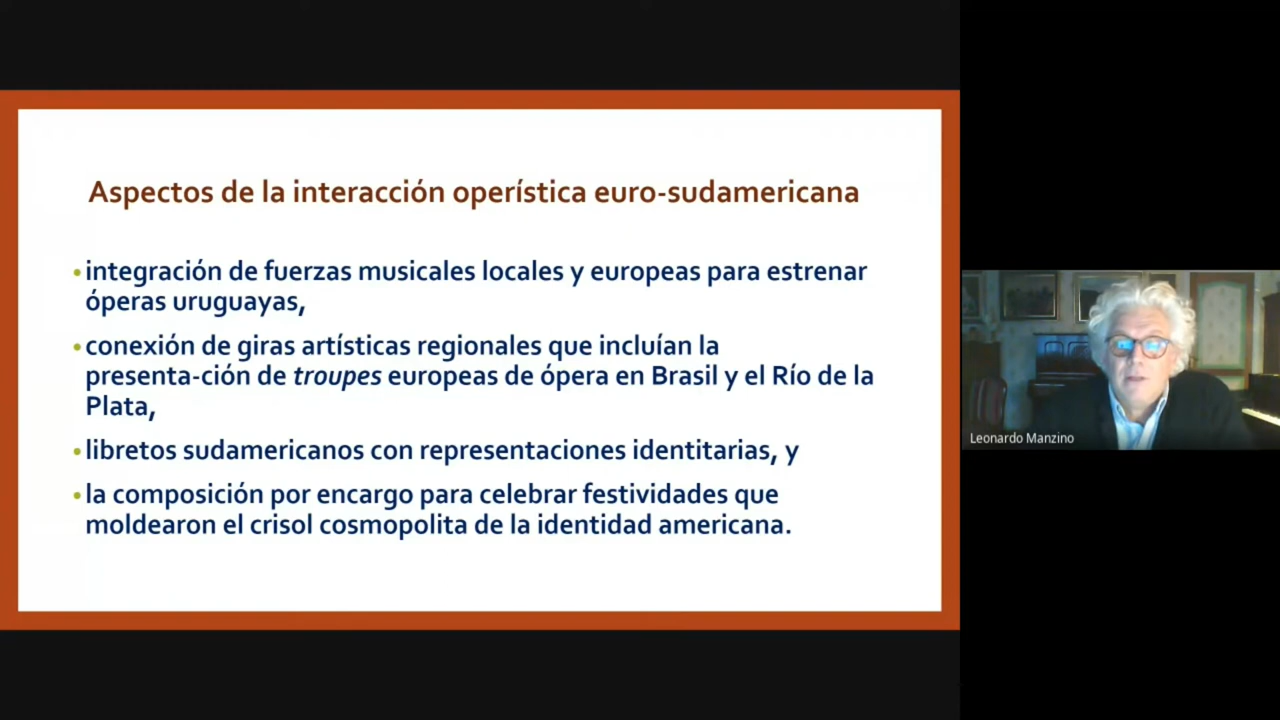 Aspectos de la interacción operística euro-sudamericana
•integración de fuerzas musicales locales y europeas para estrenar
óperas uruguayas,
•conexión de giras artísticas regionales que incluían la
presenta-ción de troupes europeas de ópera en Brasil y el Río de la
Plata,
•libretos sudamericanos con representaciones identitarias, y
•la composición por encargo para celebrar festividades que
moldearon el crisol cosmopolita de la identidad americana.
Leonardo Manzino